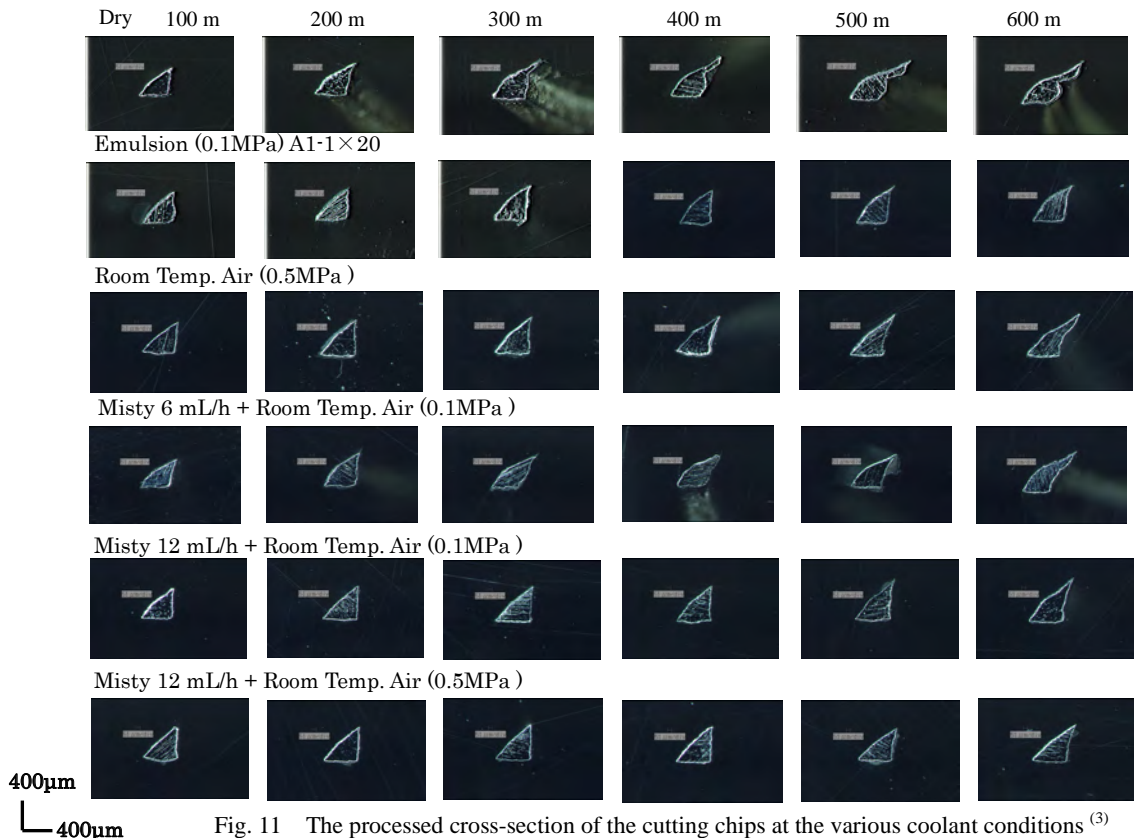 Dry 100 m 200 m 300 m 400 m 500 m 600 m
Emulsion (0.1MPa) A1-1×20
Room Temp. Air (0.5MPa )
Misty 6 mL/h + Room Temp. Air (0.1MPa )
Misty 12 mL/h + Room Temp. Air (0.1MPa )
Misty 12 mL/h + Room Temp. Air (0.5MPa )
400μm
400μm
Fig. 11 The processed cross-section of the cutting chips at the various coolant conditions (3)